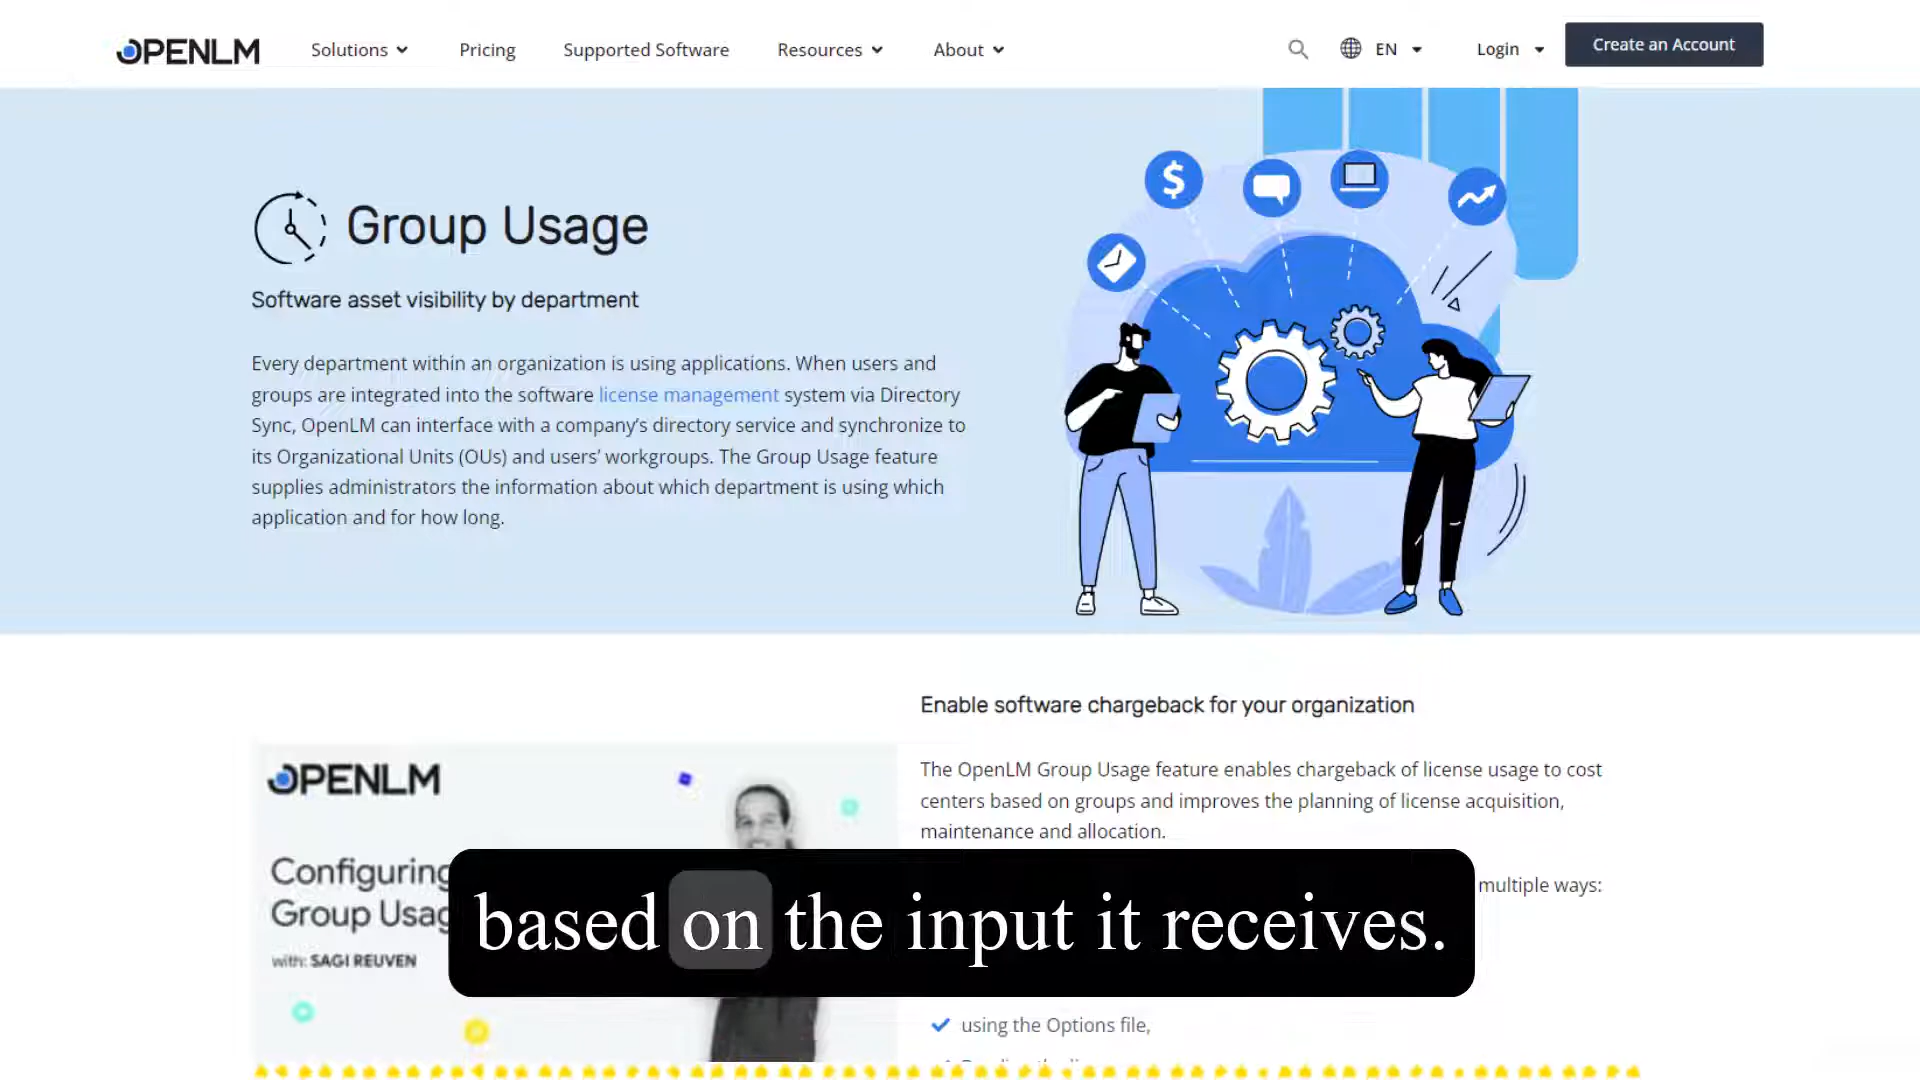 OPENLM
Solutions
Pricing
Supported Software
Resources
About
EN
Login
Create an Account
Group Usage
Software asset visibility by department
Every department within an organization is using applications. When users and
groups are integrated into the software license management system via Directory
Sync, OpenLM can interface with a company’s directory service and synchronize to
its Organizational Units (OUs) and users’ workgroups. The Group Usage feature
supplies administrators the information about which department is using which
application and for how long.
OPENLM
Configuring
Group Usag
with: SAGI REUVEN
Enable software chargeback for your organization
The OpenLM Group Usage feature enables chargeback of license usage to cost
centers based on groups and improves the planning of license acquisition,
maintenance and allocation.
multiple ways:
based on the input it receives.
using the Options file,